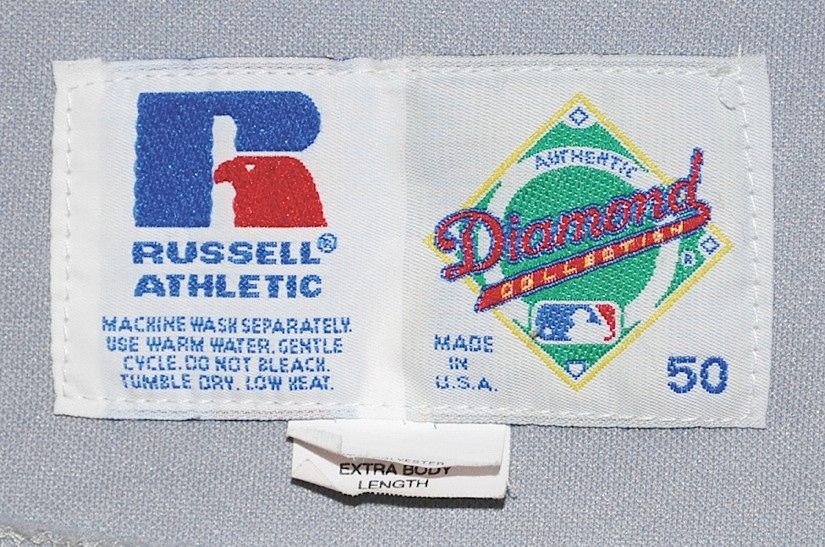 RUSSELL®
ATHLETIC
MACHINE WASH SEPARATELY.
USE WARM WATER. GENTLE
CYCLE. DO NOT BLEACH.
TUMBLE DRY. LOW HEAT.
AUTHENTIC
Diamond
COLLECTION
®
MADE
IN
U.S.A.
50
EXTRA BODY
LENGTH